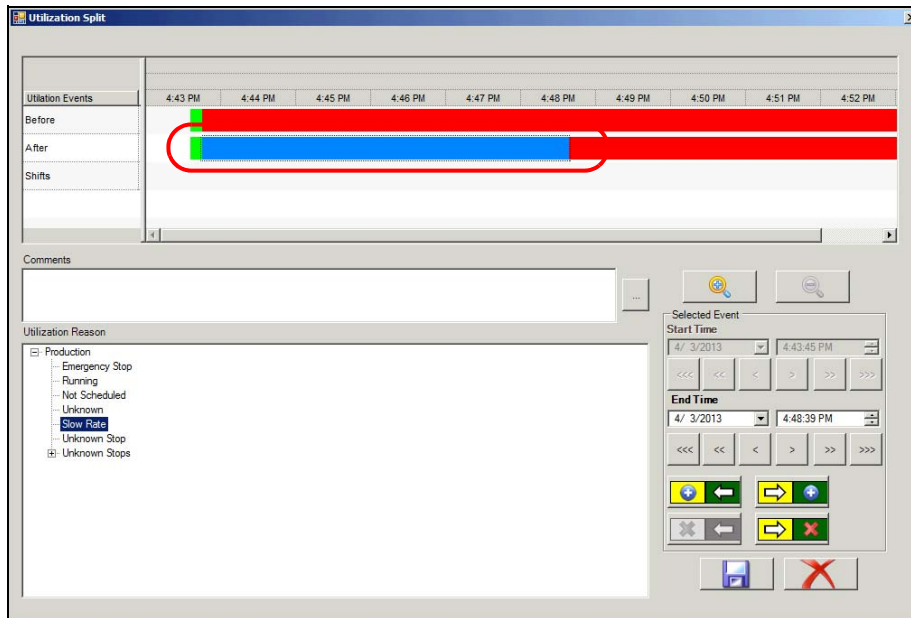 Utilization Split
Utilation Events
4:43 PM 4:44 PM 4:45 PM 4:46 PM 4:47 PM 4:48 PM 4:49 PM 4:50 PM 4:51 PM 4:52 PM
Before
After
Shifts
Comments
...
Utilization Reason
Production
Emergency Stop
Running
Not Scheduled
Unknown
Slow Rate
Unknown Stop
Unknown Stops
Selected Event
Start Time
4/ 3/2013 4:43:45 PM
<<< << < > >> >>>
End Time
4/ 3/2013 4:48:39 PM
<<< << < > >> >>>